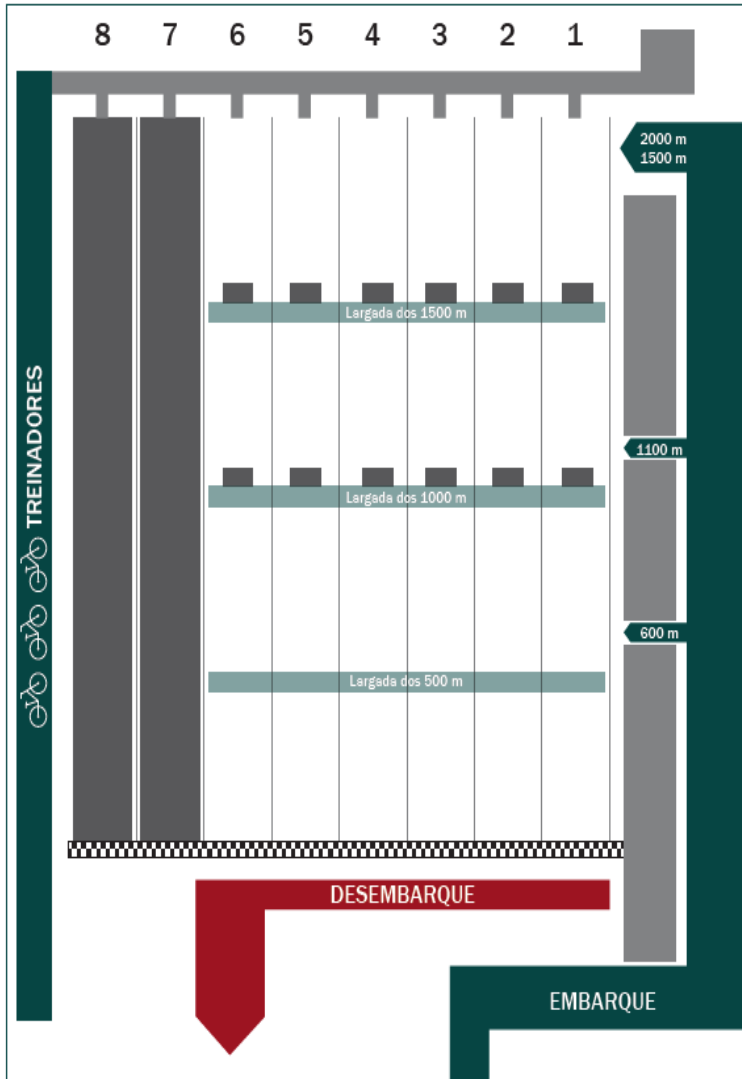 8 7 6 5 4 3 2 1
2000 m
1500 m
Largada dos 1500 m
TREINADORES
1100 m
Largada dos 1000 m
600 m
Largada dos 500 m
DESEMBARQUE
EMBARQUE